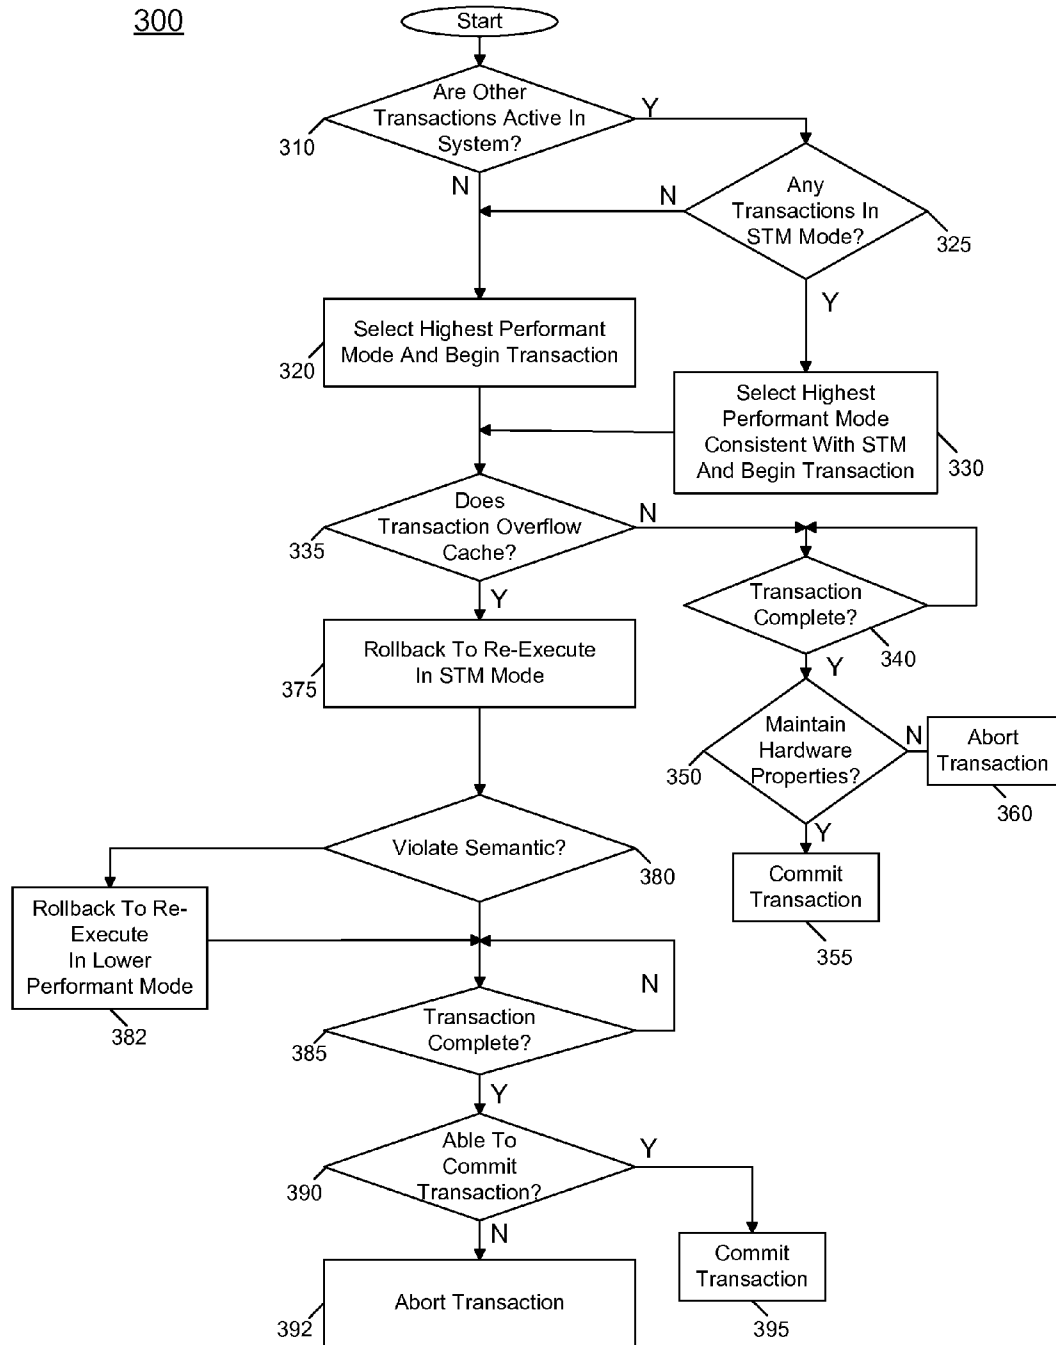 300
Start
Are Other
Transactions Active In
System?
310
Y
N
Any
Transactions In
STM Mode?
325
N
Y
Select Highest Performant
Mode And Begin Transaction
320
Select Highest
Performant Mode
Consistent With STM
And Begin Transaction
330
Does
Transaction Overflow
Cache?
335
N
Y
Transaction
Complete?
340
Y
Rollback To Re-Execute
In STM Mode
375
Maintain
Hardware
Properties?
350
N
Abort
Transaction
360
Y
Commit
Transaction
355
Violate Semantic?
380
Rollback To Re-
Execute
In Lower
Performant Mode
382
N
Transaction
Complete?
385
Y
Able To
Commit
Transaction?
390
Y
N
Commit
Transaction
395
Abort Transaction
392